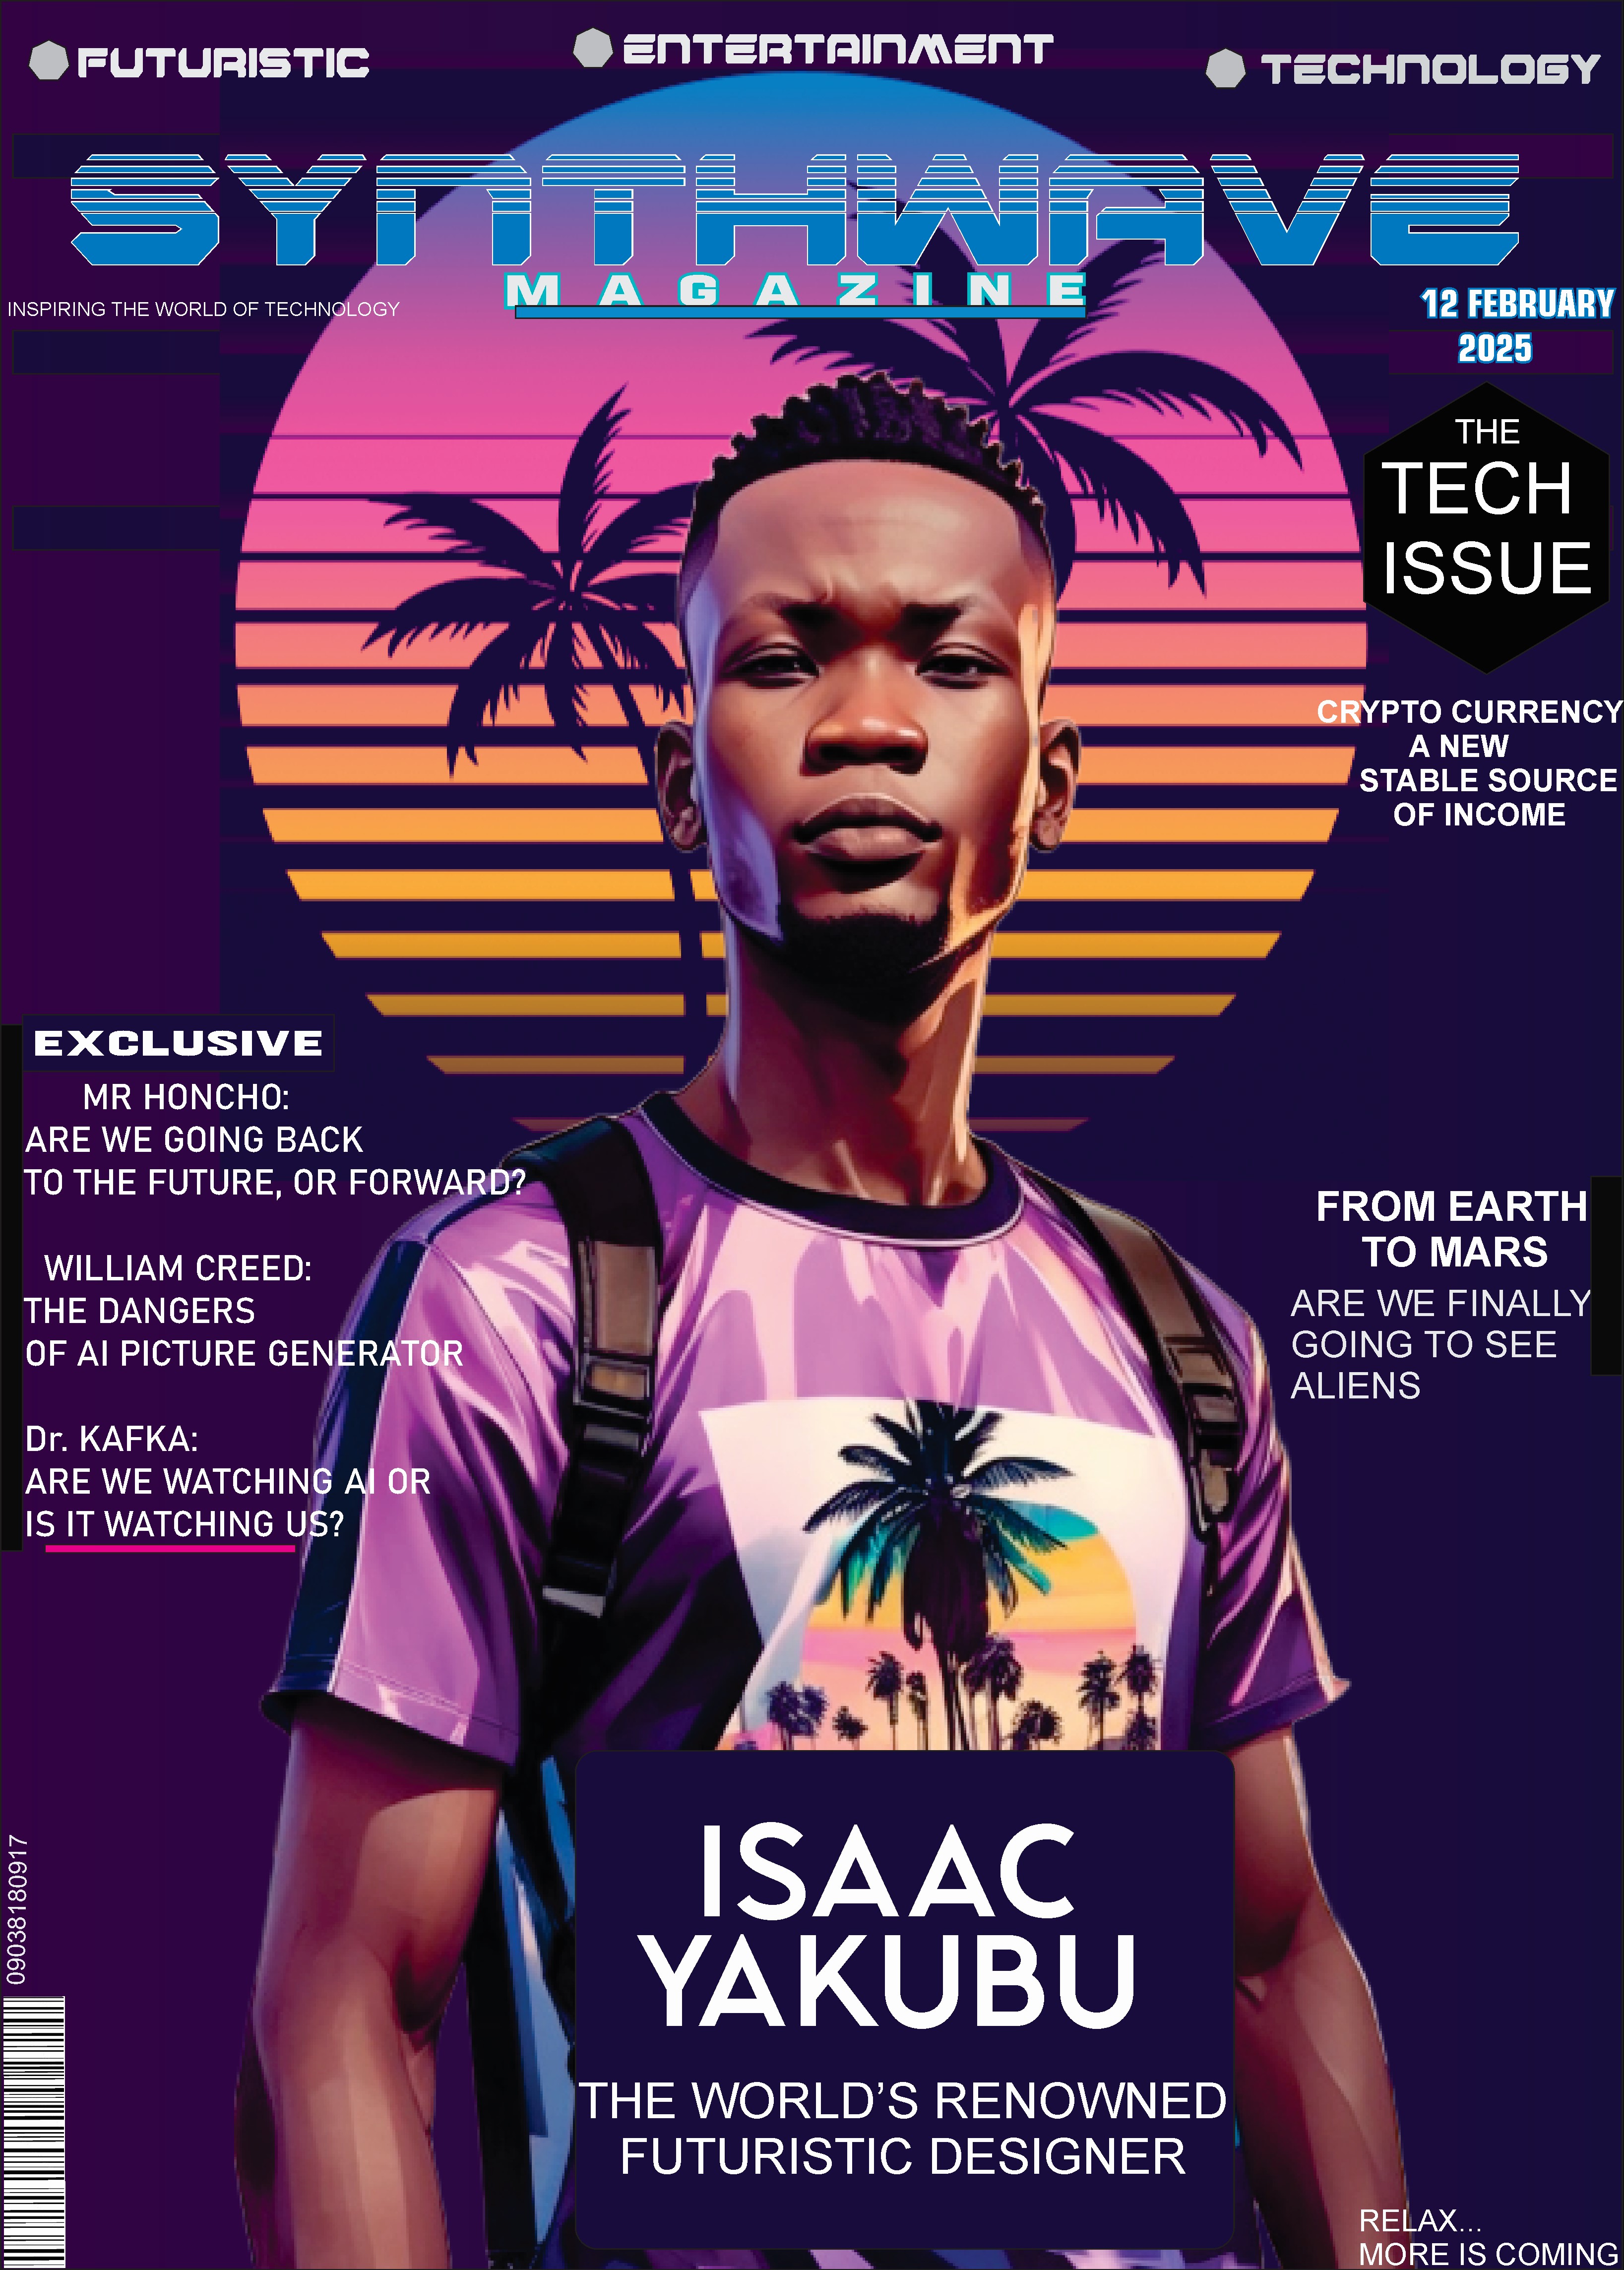 FUTURISTIC
ENTERTAINMENT
TECHNOLOGY
SYNTHWAVE
MAGAZINE
INSPIRING THE WORLD OF TECHNOLOGY
12 FEBRUARY
2025
THE
TECH
ISSUE
CRYPTO CURRENCY
A NEW
STABLE SOURCE
OF INCOME
EXCLUSIVE
MR HONCHO:
ARE WE GOING BACK
TO THE FUTURE, OR FORWARD?
WILLIAM CREED:
THE DANGERS
OF AI PICTURE GENERATOR
Dr. KAFKA:
ARE WE WATCHING AI OR
IS IT WATCHING US?
FROM EARTH
TO MARS
ARE WE FINALLY
GOING TO SEE
ALIENS
ISAAC
YAKUBU
THE WORLD’S RENOWNED
FUTURISTIC DESIGNER
09038180917
RELAX...
MORE IS COMING